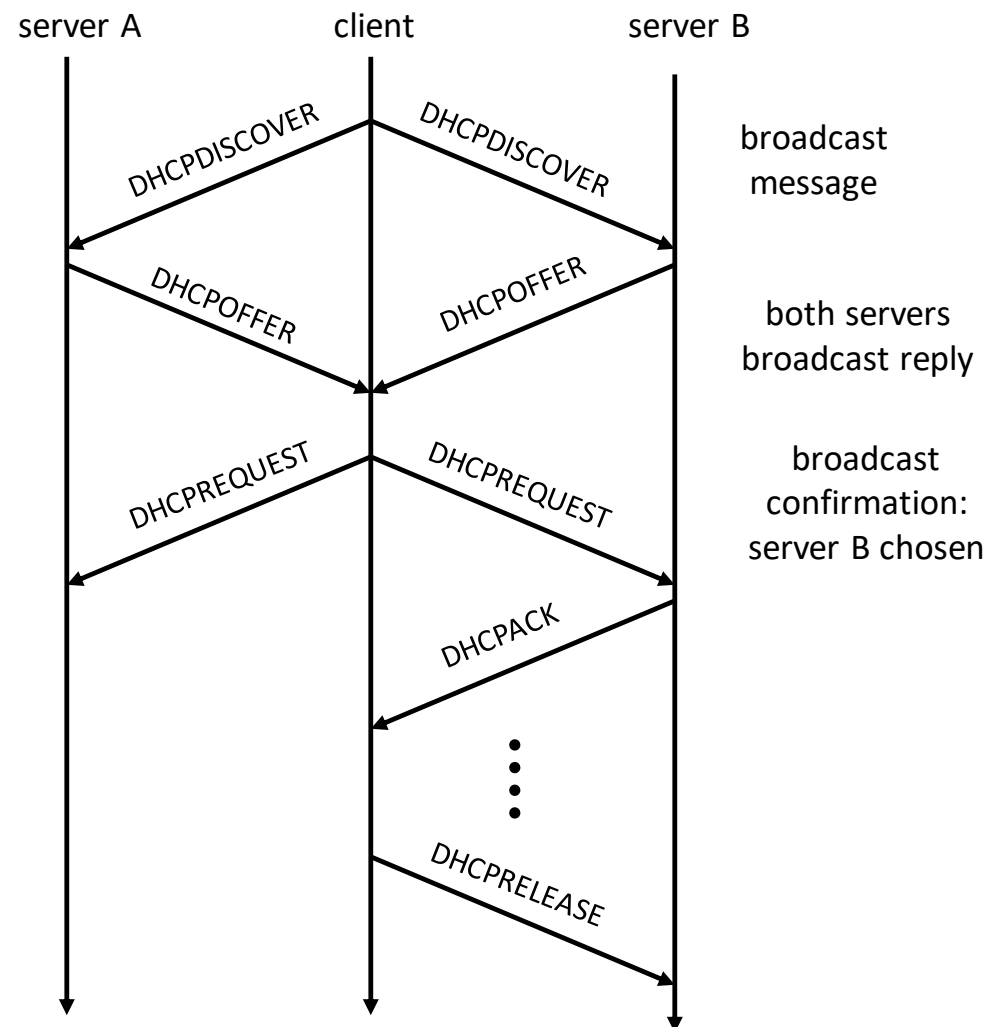 server A
client
server B
DHCPDISCOVER
DHCPDISCOVER
broadcast
message
DHCPOFFER
DHCPOFFER
both servers
broadcast reply
DHCPREQUEST
DHCPREQUEST
broadcast
confirmation:
server B chosen
DHCPACK
DHCPRELEASE